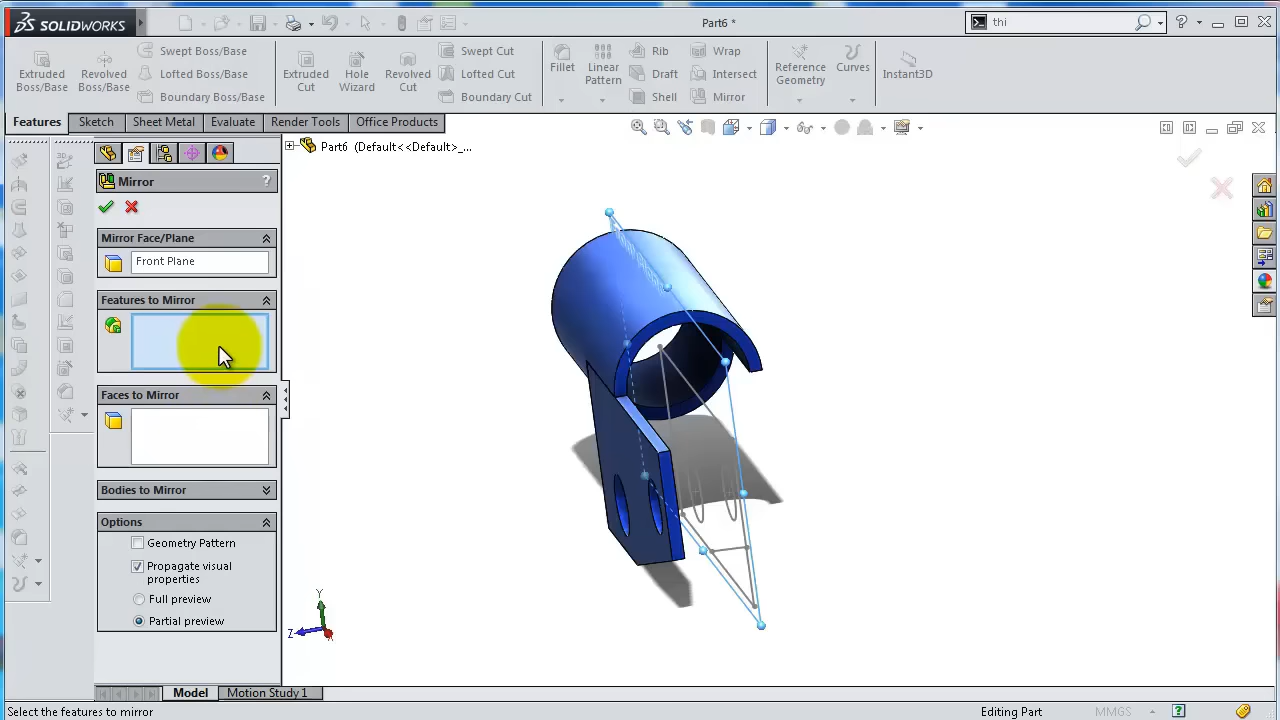 SOLIDWORKS
Part6 *
thi
Extruded Boss/Base
Revolved Boss/Base
Swept Boss/Base
Lofted Boss/Base
Boundary Boss/Base
Extruded Cut
Hole Wizard
Revolved Cut
Swept Cut
Lofted Cut
Boundary Cut
Fillet
Linear Pattern
Rib
Draft
Shell
Wrap
Intersect
Mirror
Reference Geometry
Curves
Instant3D
Features
Sketch
Sheet Metal
Evaluate
Render Tools
Office Products
Part6 (Default<<Default>_...
Mirror
?
Mirror Face/Plane
Front Plane
Features to Mirror
Faces to Mirror
Bodies to Mirror
Options
Geometry Pattern
Propagate visual
properties
Full preview
Partial preview
Y
Z
Model
Motion Study 1
Select the features to mirror
Editing Part
MMGS